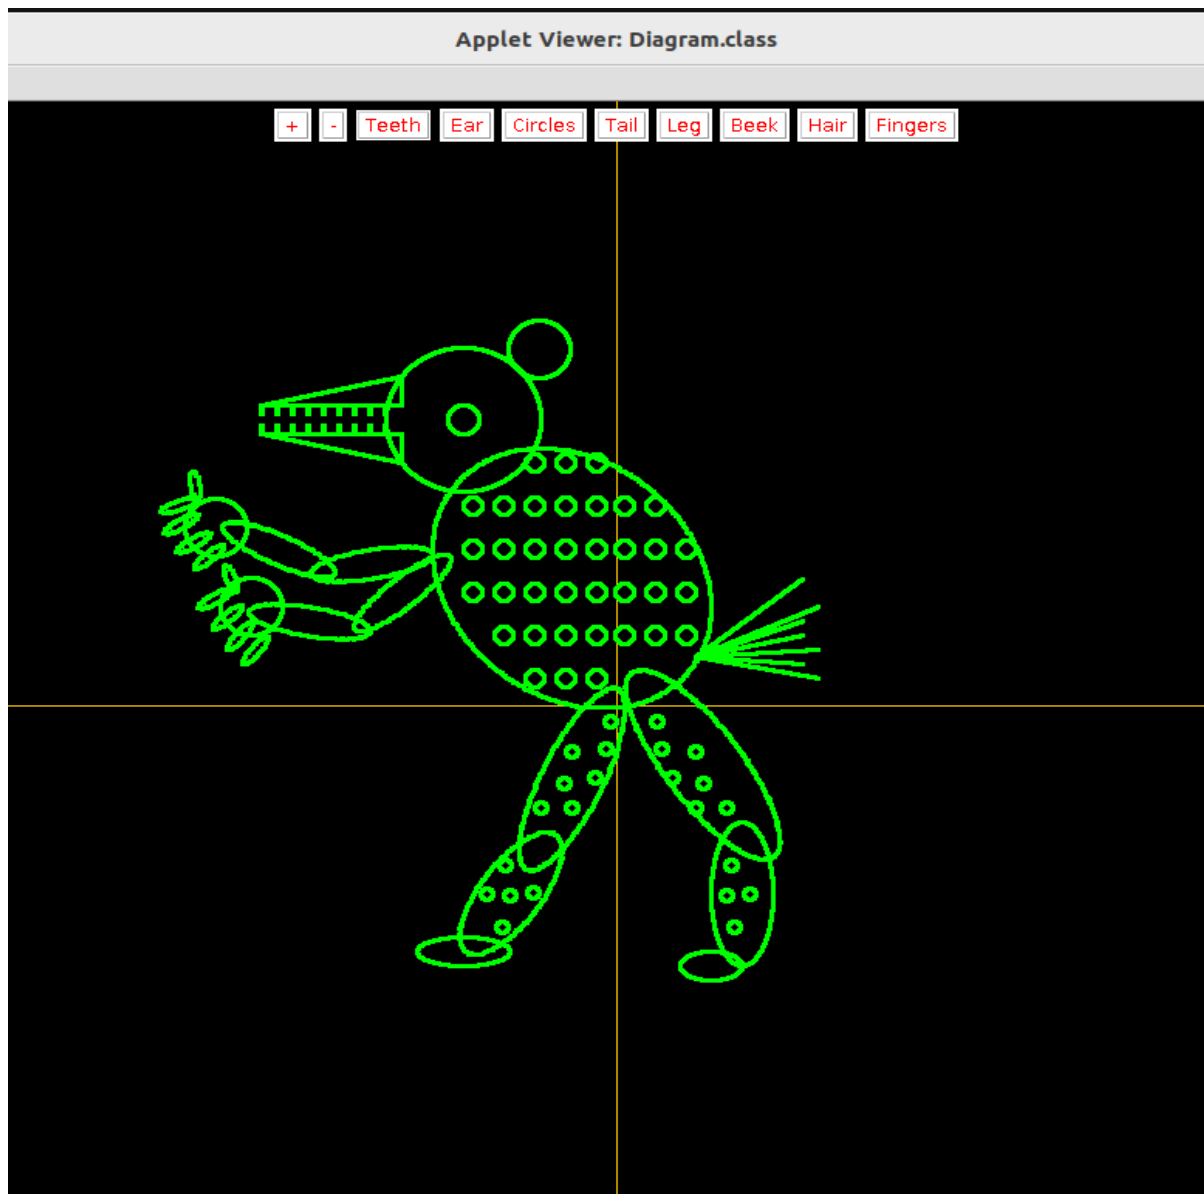 Applet Viewer: Diagram.class
+ - Teeth Ear Circles Tail Leg Beek Hair Fingers